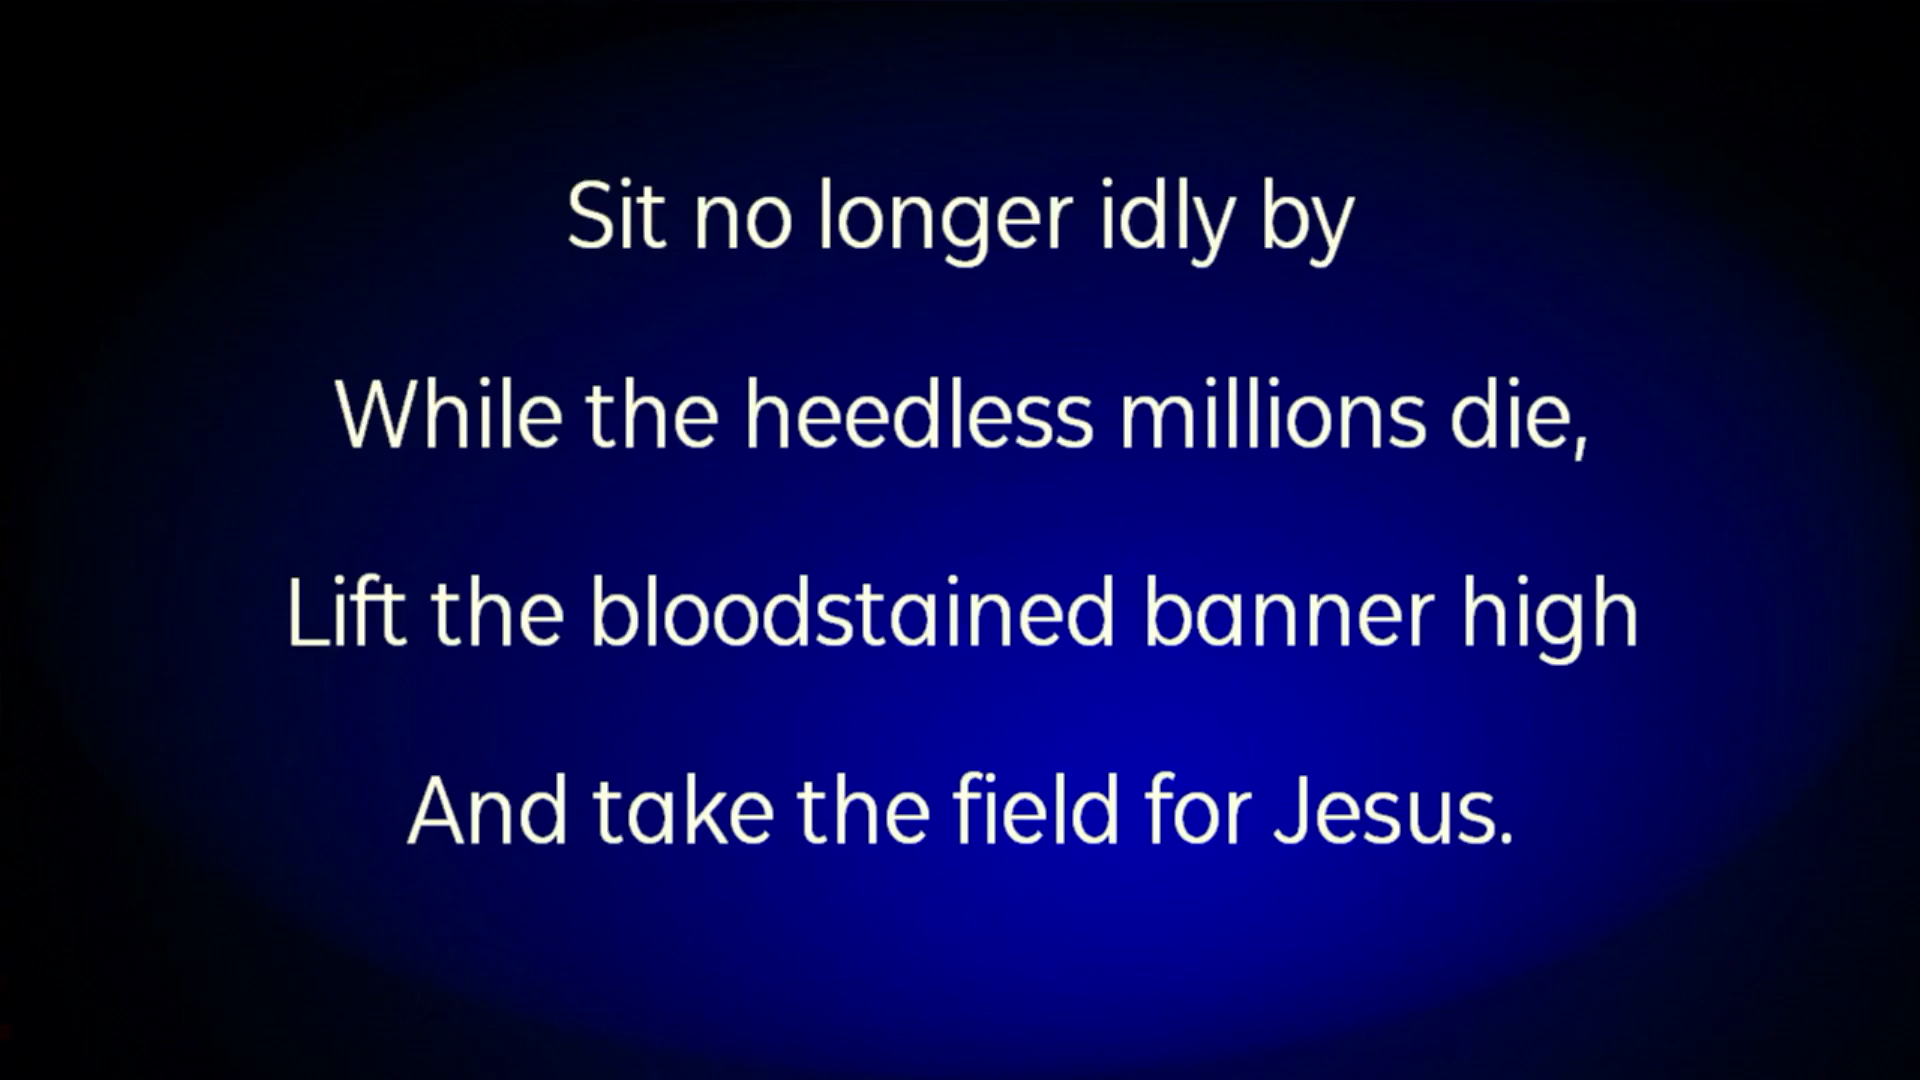 Sit no longer idly by
While the heedless millions die,
Lift the bloodstained banner high
And take the field for Jesus.